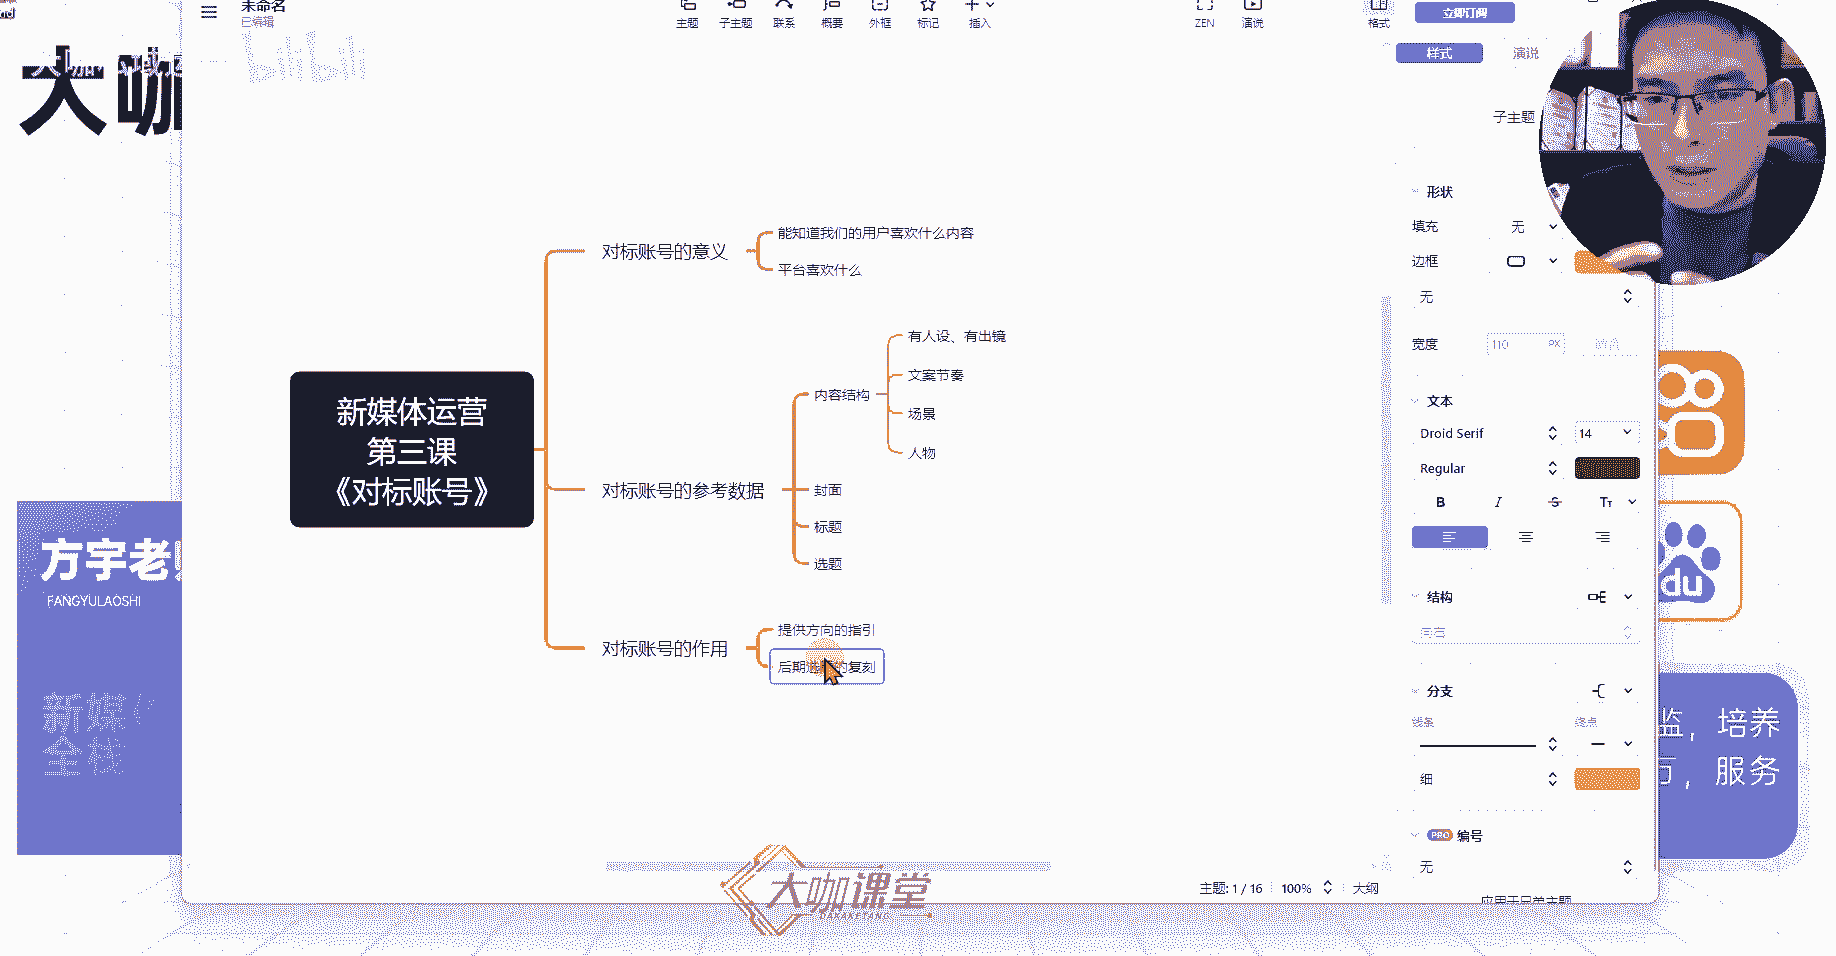 未命名
已编辑
主题
子主题
联系
概要
外框
标记
插入
ZEN
演说
格式
立即订阅
bilibili
大咖
样式
演说
子主题
新媒体运营
第三课
《对标账号》
对标账号的意义
能知道我们的用户喜欢什么内容
平台喜欢什么
对标账号的参考数据
内容结构
有人设、有出镜
文案节奏
场景
人物
封面
标题
选题
对标账号的作用
提供方向的指引
后期 的复刻
形状
填充
无
边框
无
宽度
110
PX
文本
Droid Serif
14
Regular
B
I
S
TT
结构
分支
线条
终点
细
PRO 编号
无
主题: 1 / 16
100%
大纲
方宇老
FANGYULAOSHI
新媒
全栈
du
监，培养
万，服务
大咖课堂
DAKAKETANG